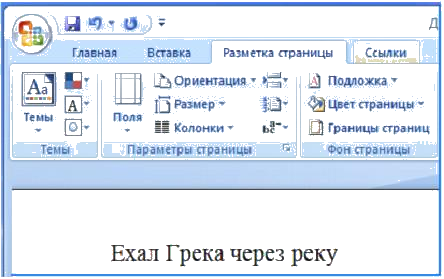 Д
Главная Вставка Разметка страницы Ссылки
Aa Ориентация Подложка
A Размер Цвет страницы
Темы Поля Колонки Границы страниц
Темы Параметры страницы Фон страницы
Ехал Грека через реку